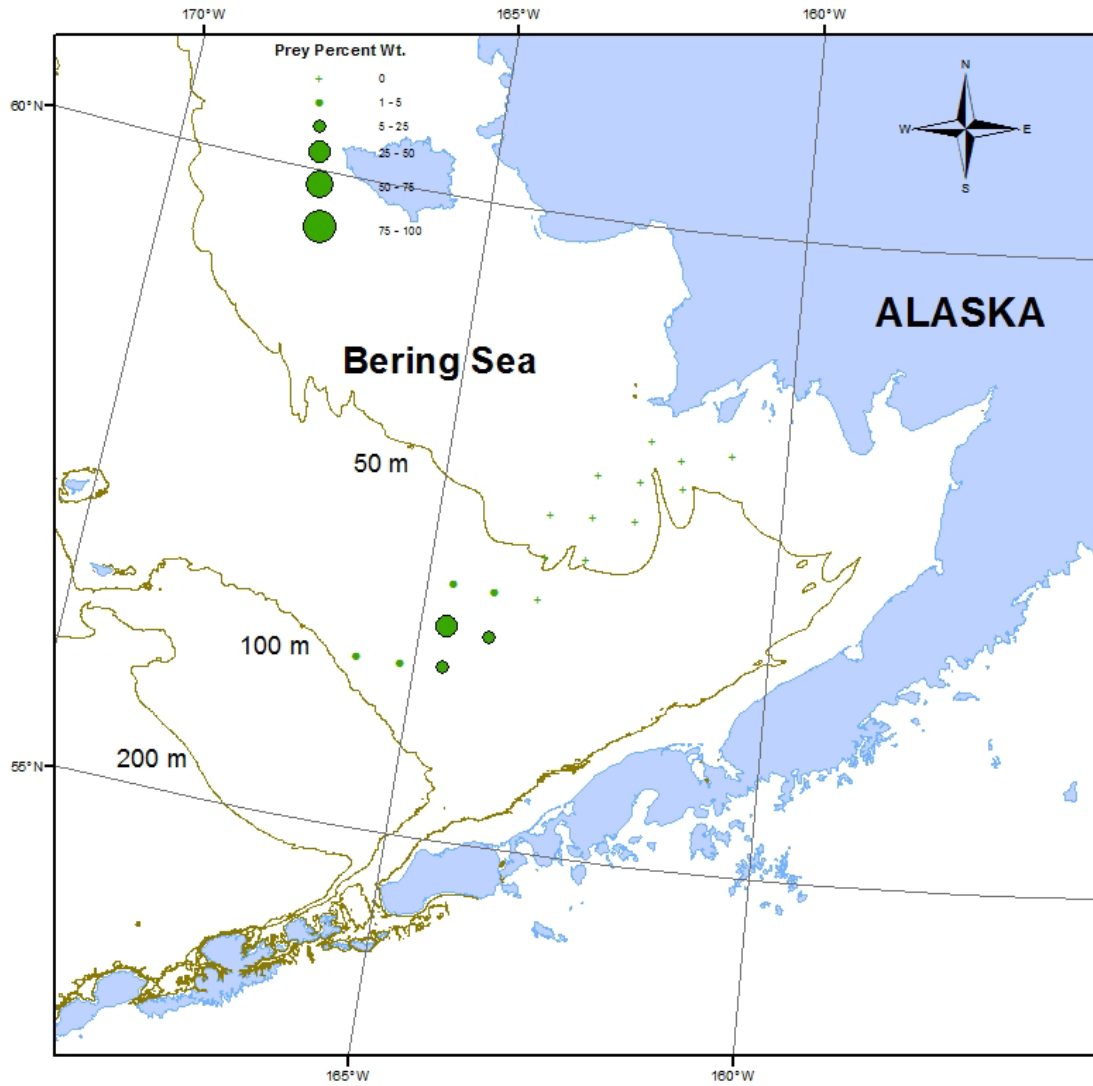 170°W 165°W 160°W
Prey Percent Wt.
0
1 - 5
5 - 25
25 - 50
50 - 75
75 - 100
N
W E
S
60°N
ALASKA
Bering Sea
50 m
100 m
200 m
55°N
165°W 160°W